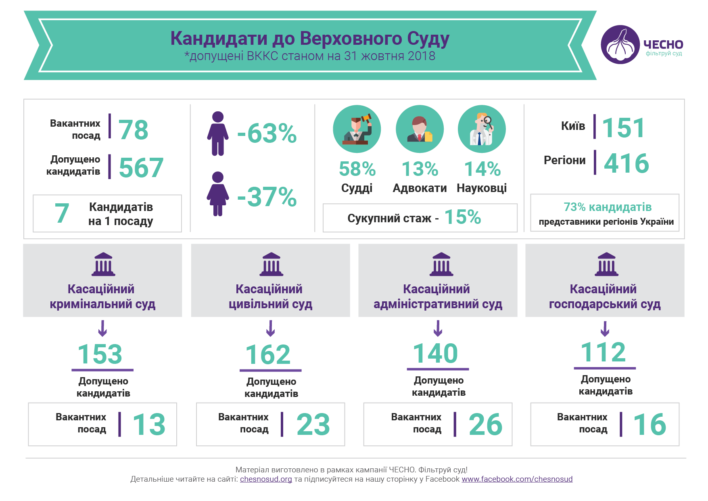 Кандидати до Верховного Суду
*допущені ВККС станом на 31 жовтня 2018
ЧЕСНО
фільтруй суд
Вакантних
посад
78
Допущено
кандидатів
567
7
Кандидатів
на 1 посаду
-63%
-37%
58%
Судді
13%
Адвокати
14%
Науковці
Сукупний стаж - 15%
Київ
151
Регіони
416
73% кандидатів
представники регіонів України
Касаційний
кримінальний суд
153
Допущено
кандидатів
Вакантних
посад
13
Касаційний
цивільний суд
162
Допущено
кандидатів
Вакантних
посад
23
Касаційний
адміністративний суд
140
Допущено
кандидатів
Вакантних
посад
26
Касаційний
господарський суд
112
Допущено
кандидатів
Вакантних
посад
16
Матеріал виготовлено в рамках кампанії ЧЕСНО. Фільтруй суд!
Детальніше читайте на сайті: chesnosud.org та підписуйтеся на нашу сторінку у Facebook www.facebook.com/chesnosud